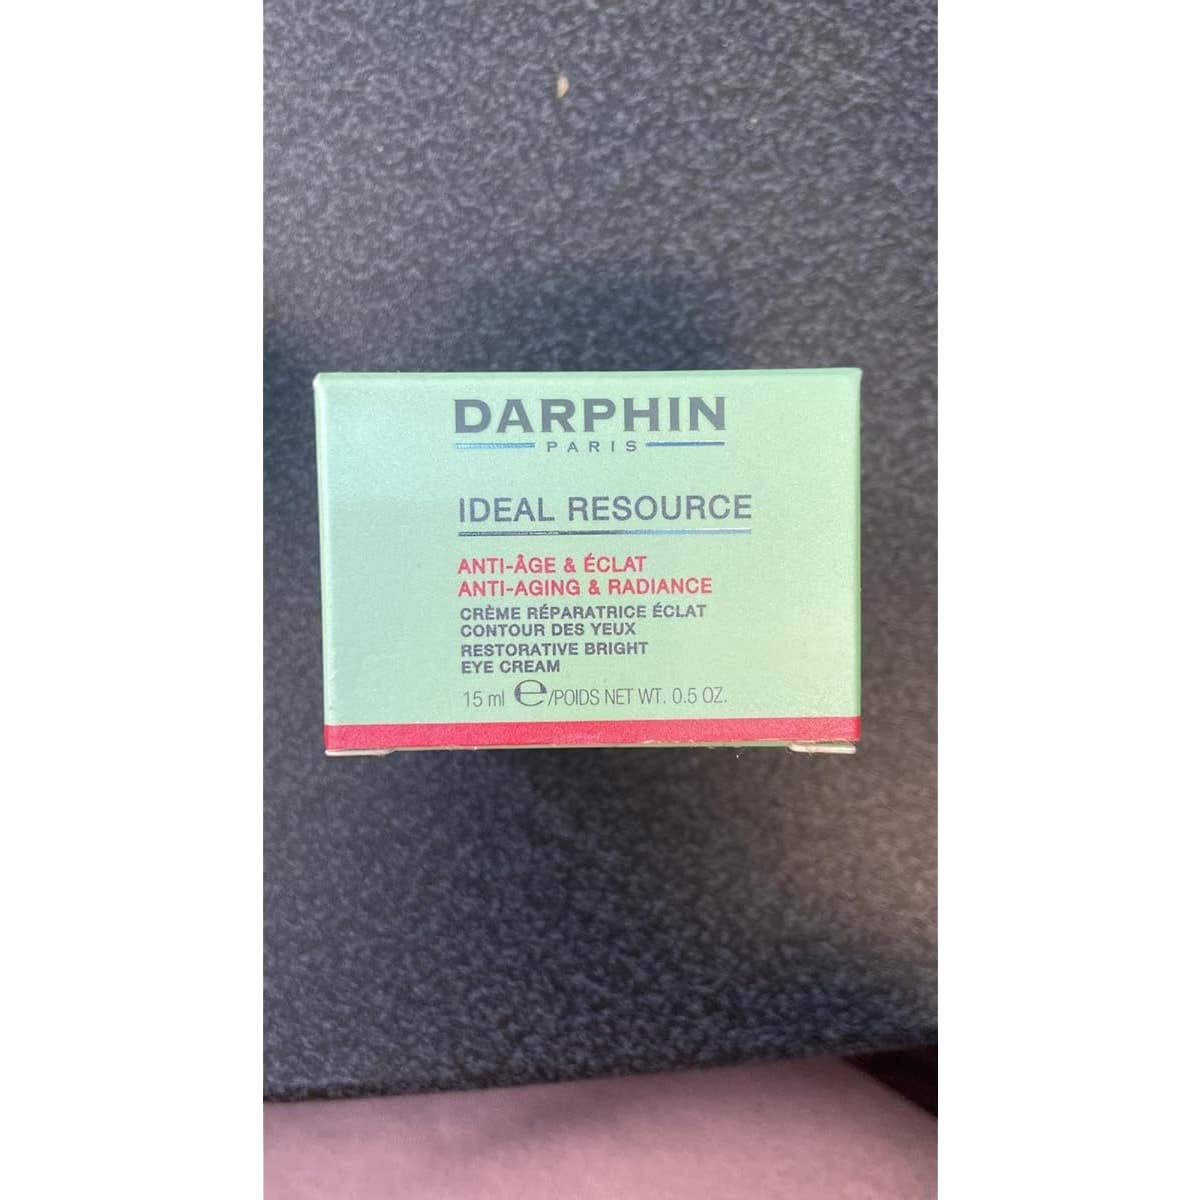 DARPHIN
PARIS
IDEAL RESOURCE
ANTI-ÂGE & ÉCLAT
ANTI-AGING & RADIANCE
CRÈME RÉPARATRICE ÉCLAT
CONTOUR DES YEUX
RESTORATIVE BRIGHT
EYE CREAM
15 ml ℮/POIDS NET WT. 0.5 OZ.